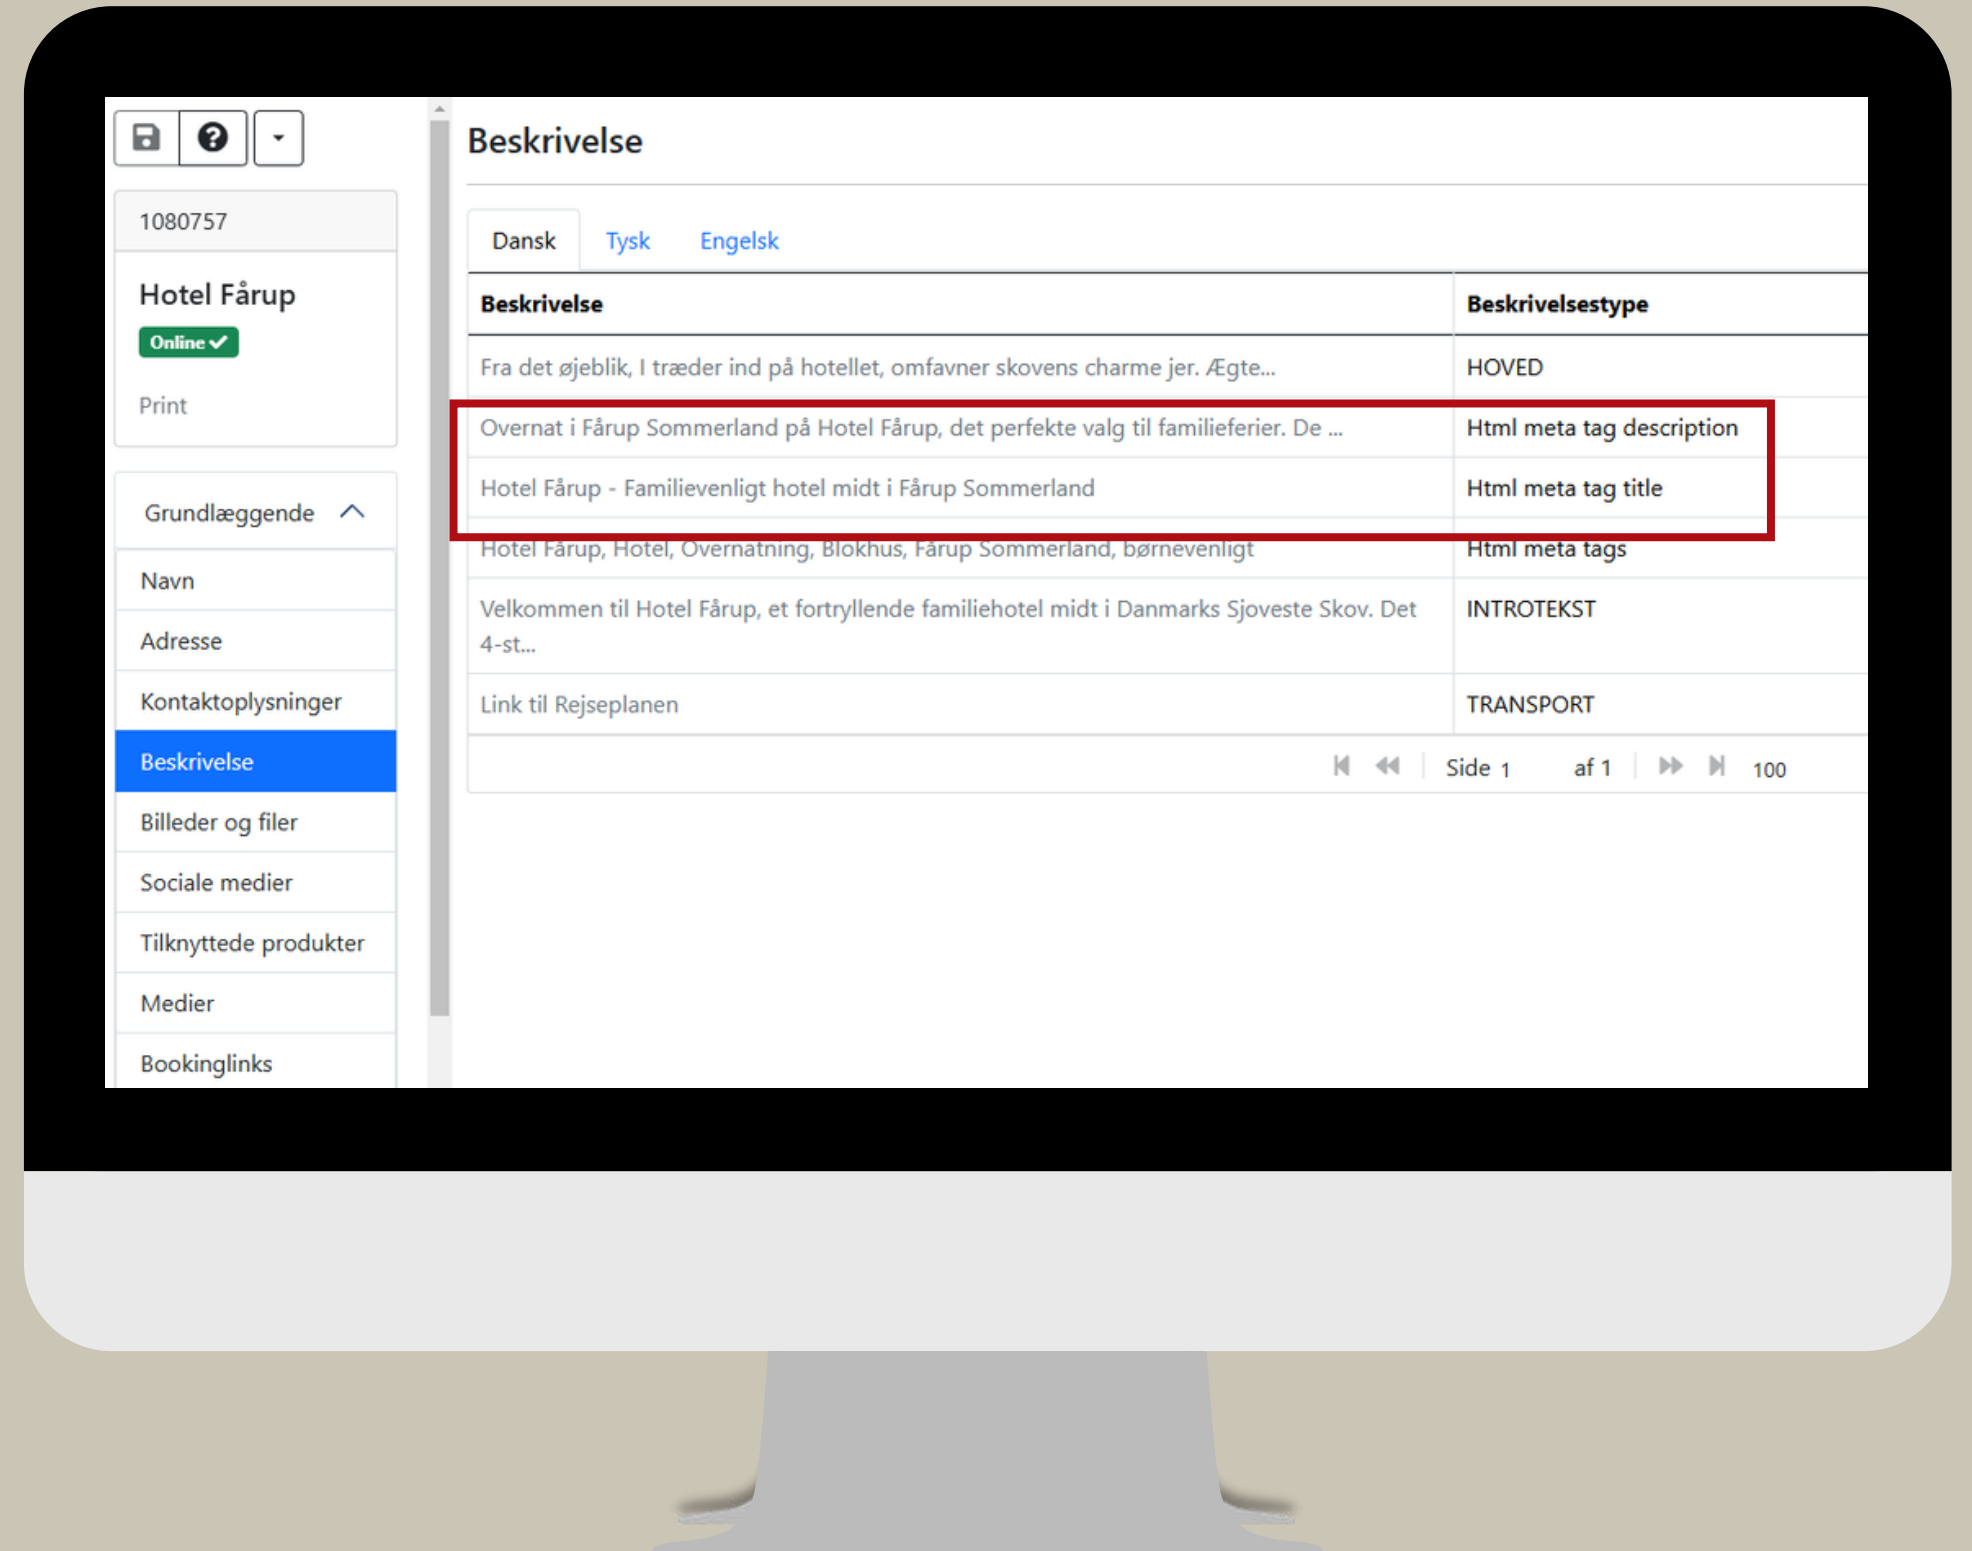 1080757
Hotel Fårup
Online
Print
Grundlæggende
Navn
Adresse
Kontaktoplysninger
Beskrivelse
Billeder og filer
Sociale medier
Tilknyttede produkter
Medier
Bookinglinks
Beskrivelse
Dansk Tysk Engelsk
Beskrivelse Beskrivelsestype
Fra det øjeblik, I træder ind på hotellet, omfavner skovens charme jer. Ægte... HOVED
Overnat i Fårup Sommerland på Hotel Fårup, det perfekte valg til familieferier. De ... Html meta tag description
Hotel Fårup - Familievenligt hotel midt i Fårup Sommerland Html meta tag title
Hotel Fårup, Hotel, Overnatning, Blokhus, Fårup Sommerland, børnevenligt Html meta tags
Velkommen til Hotel Fårup, et fortryllende familiehotel midt i Danmarks Sjoveste Skov. Det INTROTEKST
4-st...
Link til Rejseplanen TRANSPORT
Side 1 af 1 100